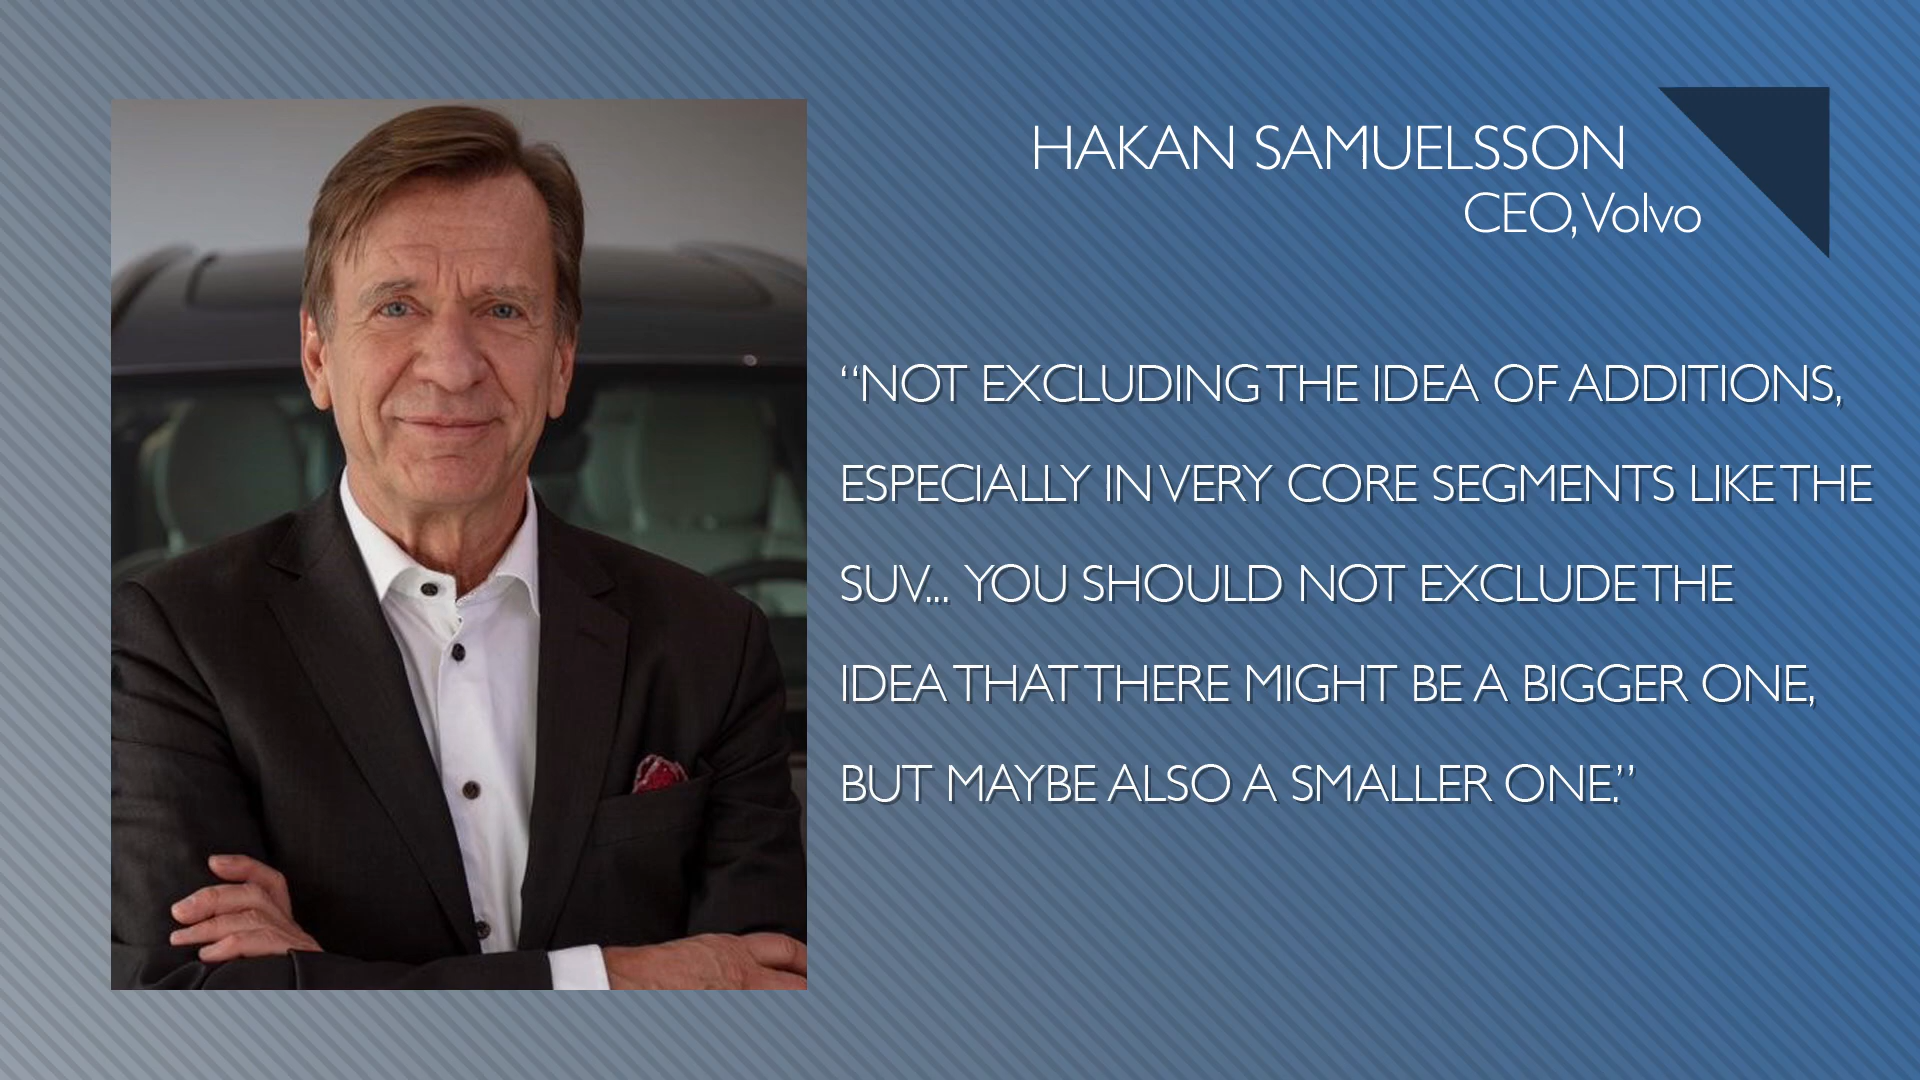 HAKAN SAMUELSSON
CEO, Volvo
“NOT EXCLUDING THE IDEA OF ADDITIONS,
ESPECIALLY IN VERY CORE SEGMENTS LIKE THE
SUV... YOU SHOULD NOT EXCLUDE THE
IDEA THAT THERE MIGHT BE A BIGGER ONE,
BUT MAYBE ALSO A SMALLER ONE.”